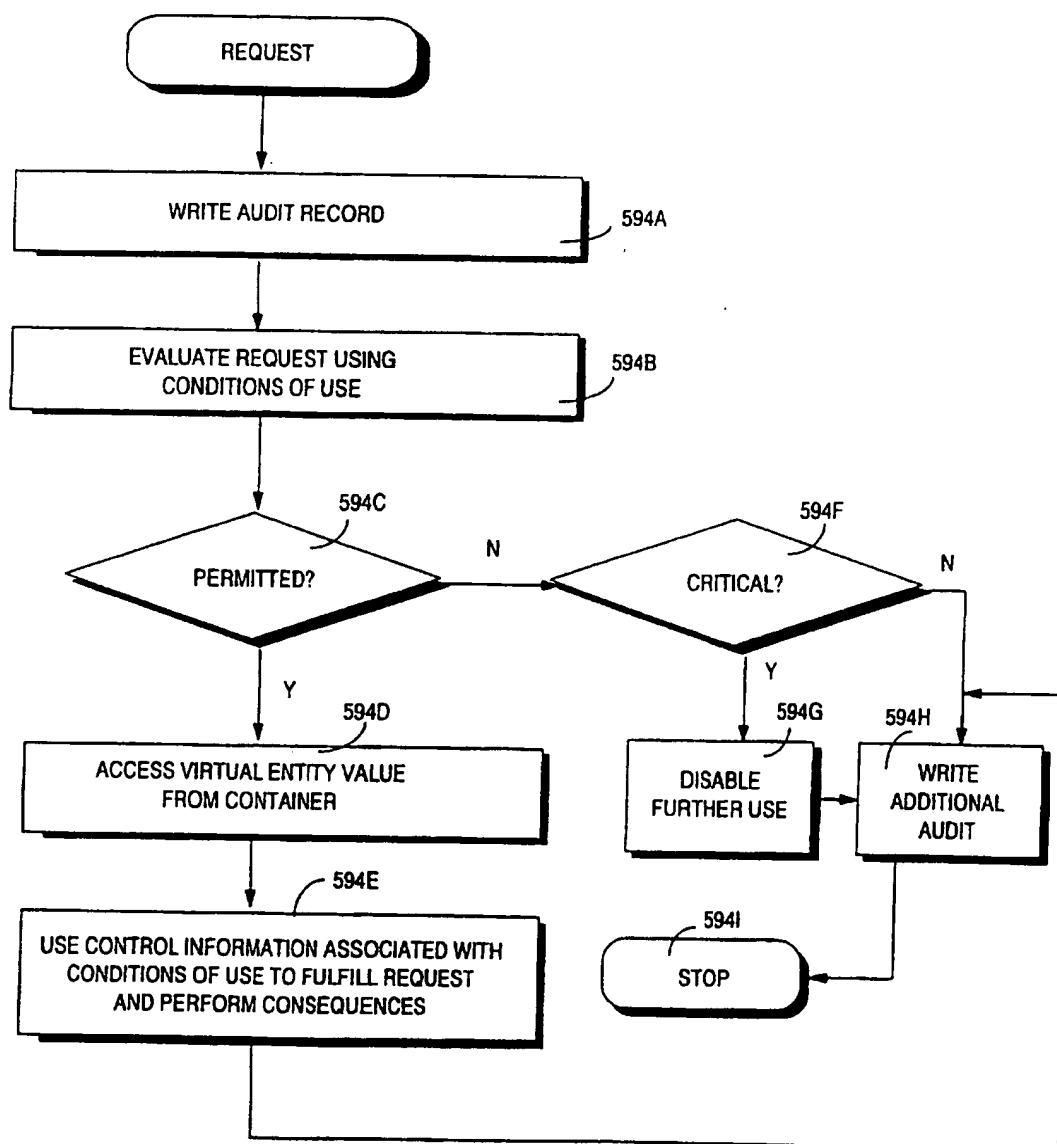 REQUEST
WRITE AUDIT RECORD
594A
EVALUATE REQUEST USING
CONDITIONS OF USE
594B
594C
PERMITTED?
N
594F
CRITICAL?
N
Y
Y
594D
ACCESS VIRTUAL ENTITY VALUE
FROM CONTAINER
594G
DISABLE
FURTHER USE
594H
WRITE
ADDITIONAL
AUDIT
594E
USE CONTROL INFORMATION ASSOCIATED WITH
CONDITIONS OF USE TO FULFILL REQUEST
AND PERFORM CONSEQUENCES
594I
STOP